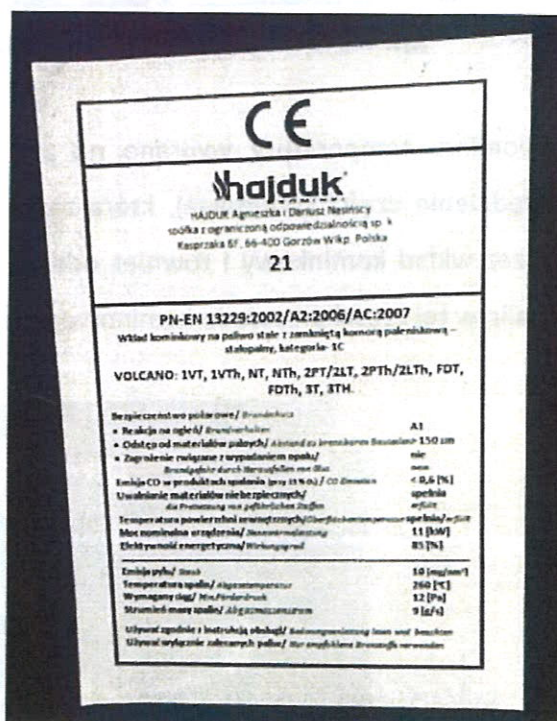 CE
hajduk
HAJDUK Agnieszka i Dariusz Nasińscy
spółka z ograniczoną odpowiedzialnością sp. k
Kasprzaka 6F, 66-400 Gorzów Wlkp. Polska
21
PN-EN 13229:2002/A2:2006/AC:2007
Wkład kominkowy na paliwo stałe z zamkniętą komorą paleniskową –
stałopalny, kategoria- 1C
VOLCANO: 1VT, 1VTh, NT, NTh, 2PT/2LT, 2PTh/2LTh, FDT,
FDTh, 3T, 3TH.
Bezpieczeństwo pożarowe/ Brandschutz
• Reakcja na ogień/ Brandverhalten A1
• Odstęp od materiałów palnych/ Abstand zu brennbaren Baustoffen 150 cm
• Zagrożenie związane z wypadaniem opału/ nie
Brandgefahr durch Herausfallen von Glut nein
Emisja CO w produktach spalania (przy 13 % O₂) / CO Emission < 0,6 [%]
Uwalnianie materiałów niebezpiecznych/ spełnia
die Freisetzung von gefährlichen Stoffen erfüllt
Temperatura powierzchni zewnętrznych/Oberflächentemperatur spełnia/erfüllt
Moc nominalna urządzenia/ Nennwärmeleistung 11 [kW]
Efektywność energetyczna/ Wirkungsgrad 85 [%]
Emisja pyłu/ Staub 10 [mg/nm³]
Temperatura spalin/ Abgastemperatur 260 [°C]
Wymagany ciąg/ Min.Förderdruck 12 [Pa]
Strumień masy spalin/ Abgasmassenstrom 9 [g/s]
Używać zgodnie z instrukcją obsługi/ Bedienungsanleitung lesen und beachten
Używać wyłącznie zalecanych paliw/ Nur empfohlene Brennstoffe verwenden